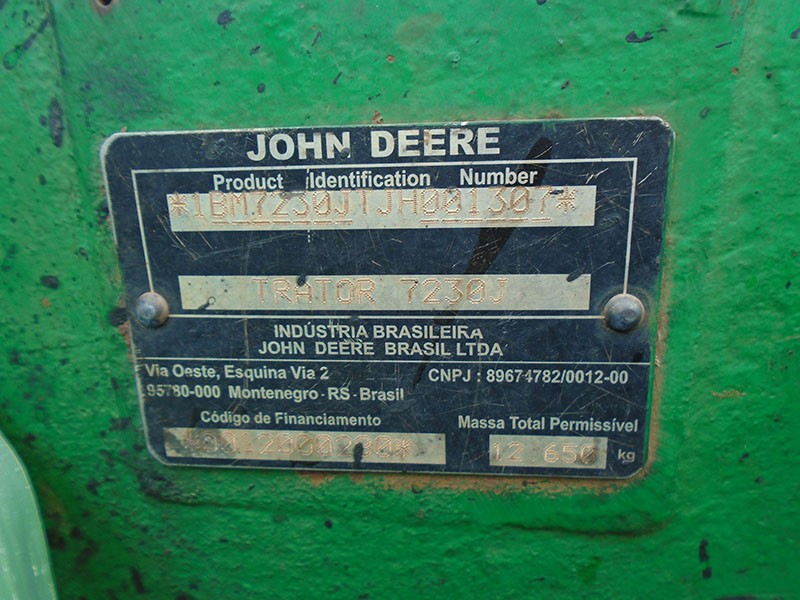 JOHN DEERE
Product Identification Number
*1BM7230JTJH001307*
TRATOR 7230J
INDÚSTRIA BRASILEIRA
JOHN DEERE BRASIL LTDA
Via Oeste, Esquina Via 2
CNPJ : 89674782/0012-00
95780-000 Montenegro - RS - Brasil
Código de Financiamento
Massa Total Permissível
12.650 kg